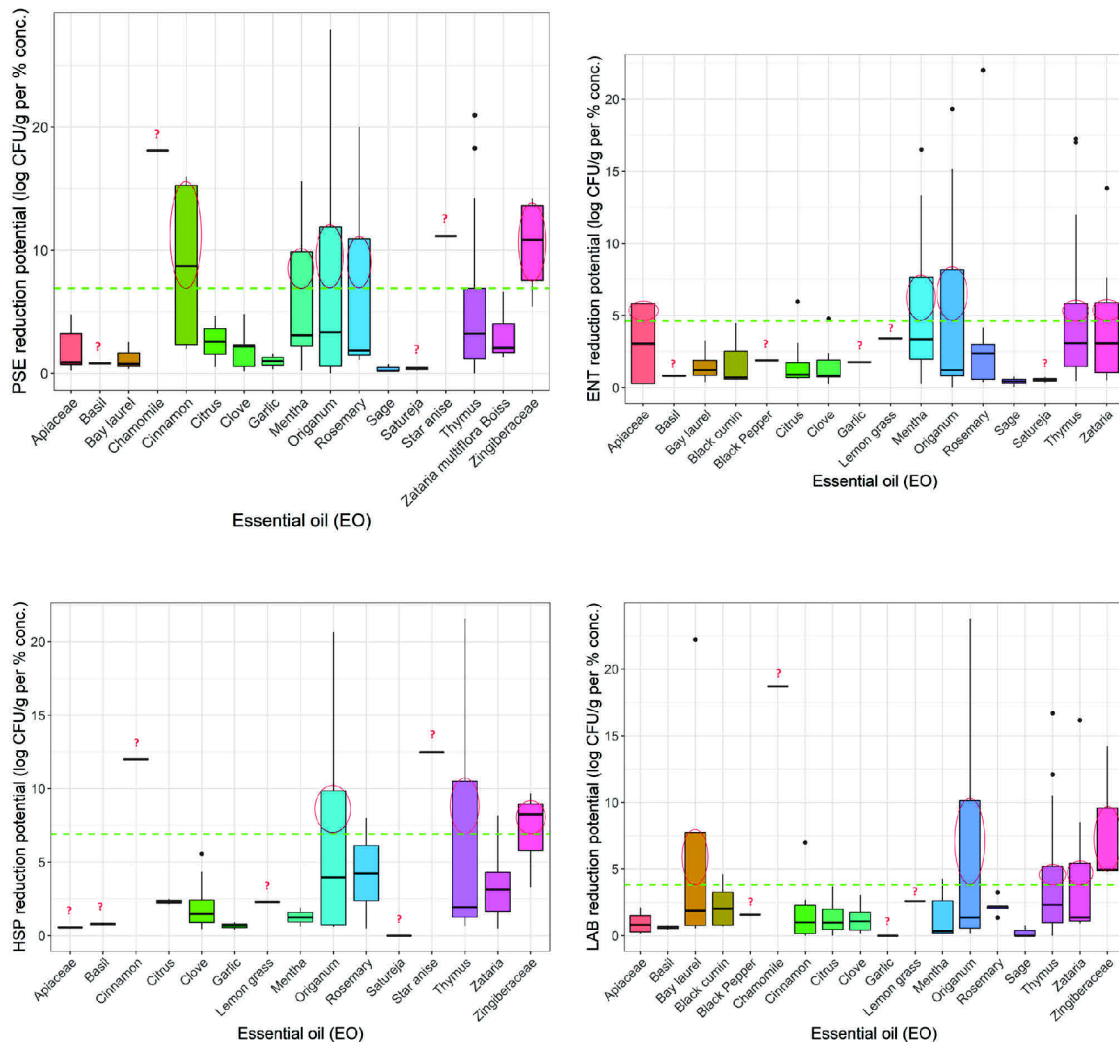 PSE reduction potential (log CFU/g per % conc.)
20
10
0
?
?
?
?
Apiaceae
Basil
Bay laurel
Chamomile
Cinnamon
Citrus
Clove
Garlic
Mentha
Origanum
Rosemary
Sage
Satureja
Star anise
Thymus
Zataria multiflora Boiss
Zingiberaceae
Essential oil (EO)
ENT reduction potential (log CFU/g per % conc.)
20
15
10
5
0
?
?
?
?
?
Apiaceae
Basil
Bay laurel
Black cumin
Black Pepper
Citrus
Clove
Garlic
Lemon grass
Mentha
Origanum
Rosemary
Sage
Satureja
Thymus
Zataria
Essential oil (EO)
HSP reduction potential (log CFU/g per % conc.)
20
15
10
5
0
?
?
?
?
?
?
Apiaceae
Basil
Cinnamon
Citrus
Clove
Garlic
Lemon grass
Mentha
Origanum
Rosemary
Satureja
Star anise
Thymus
Zataria
Zingiberaceae
Essential oil (EO)
LAB reduction potential (log CFU/g per % conc.)
20
15
10
5
0
?
?
?
?
Apiaceae
Basil
Bay laurel
Black cumin
Black Pepper
Chamomile
Cinnamon
Citrus
Clove
Garlic
Lemon grass
Mentha
Origanum
Rosemary
Sage
Thymus
Zataria
Zingiberaceae
Essential oil (EO)